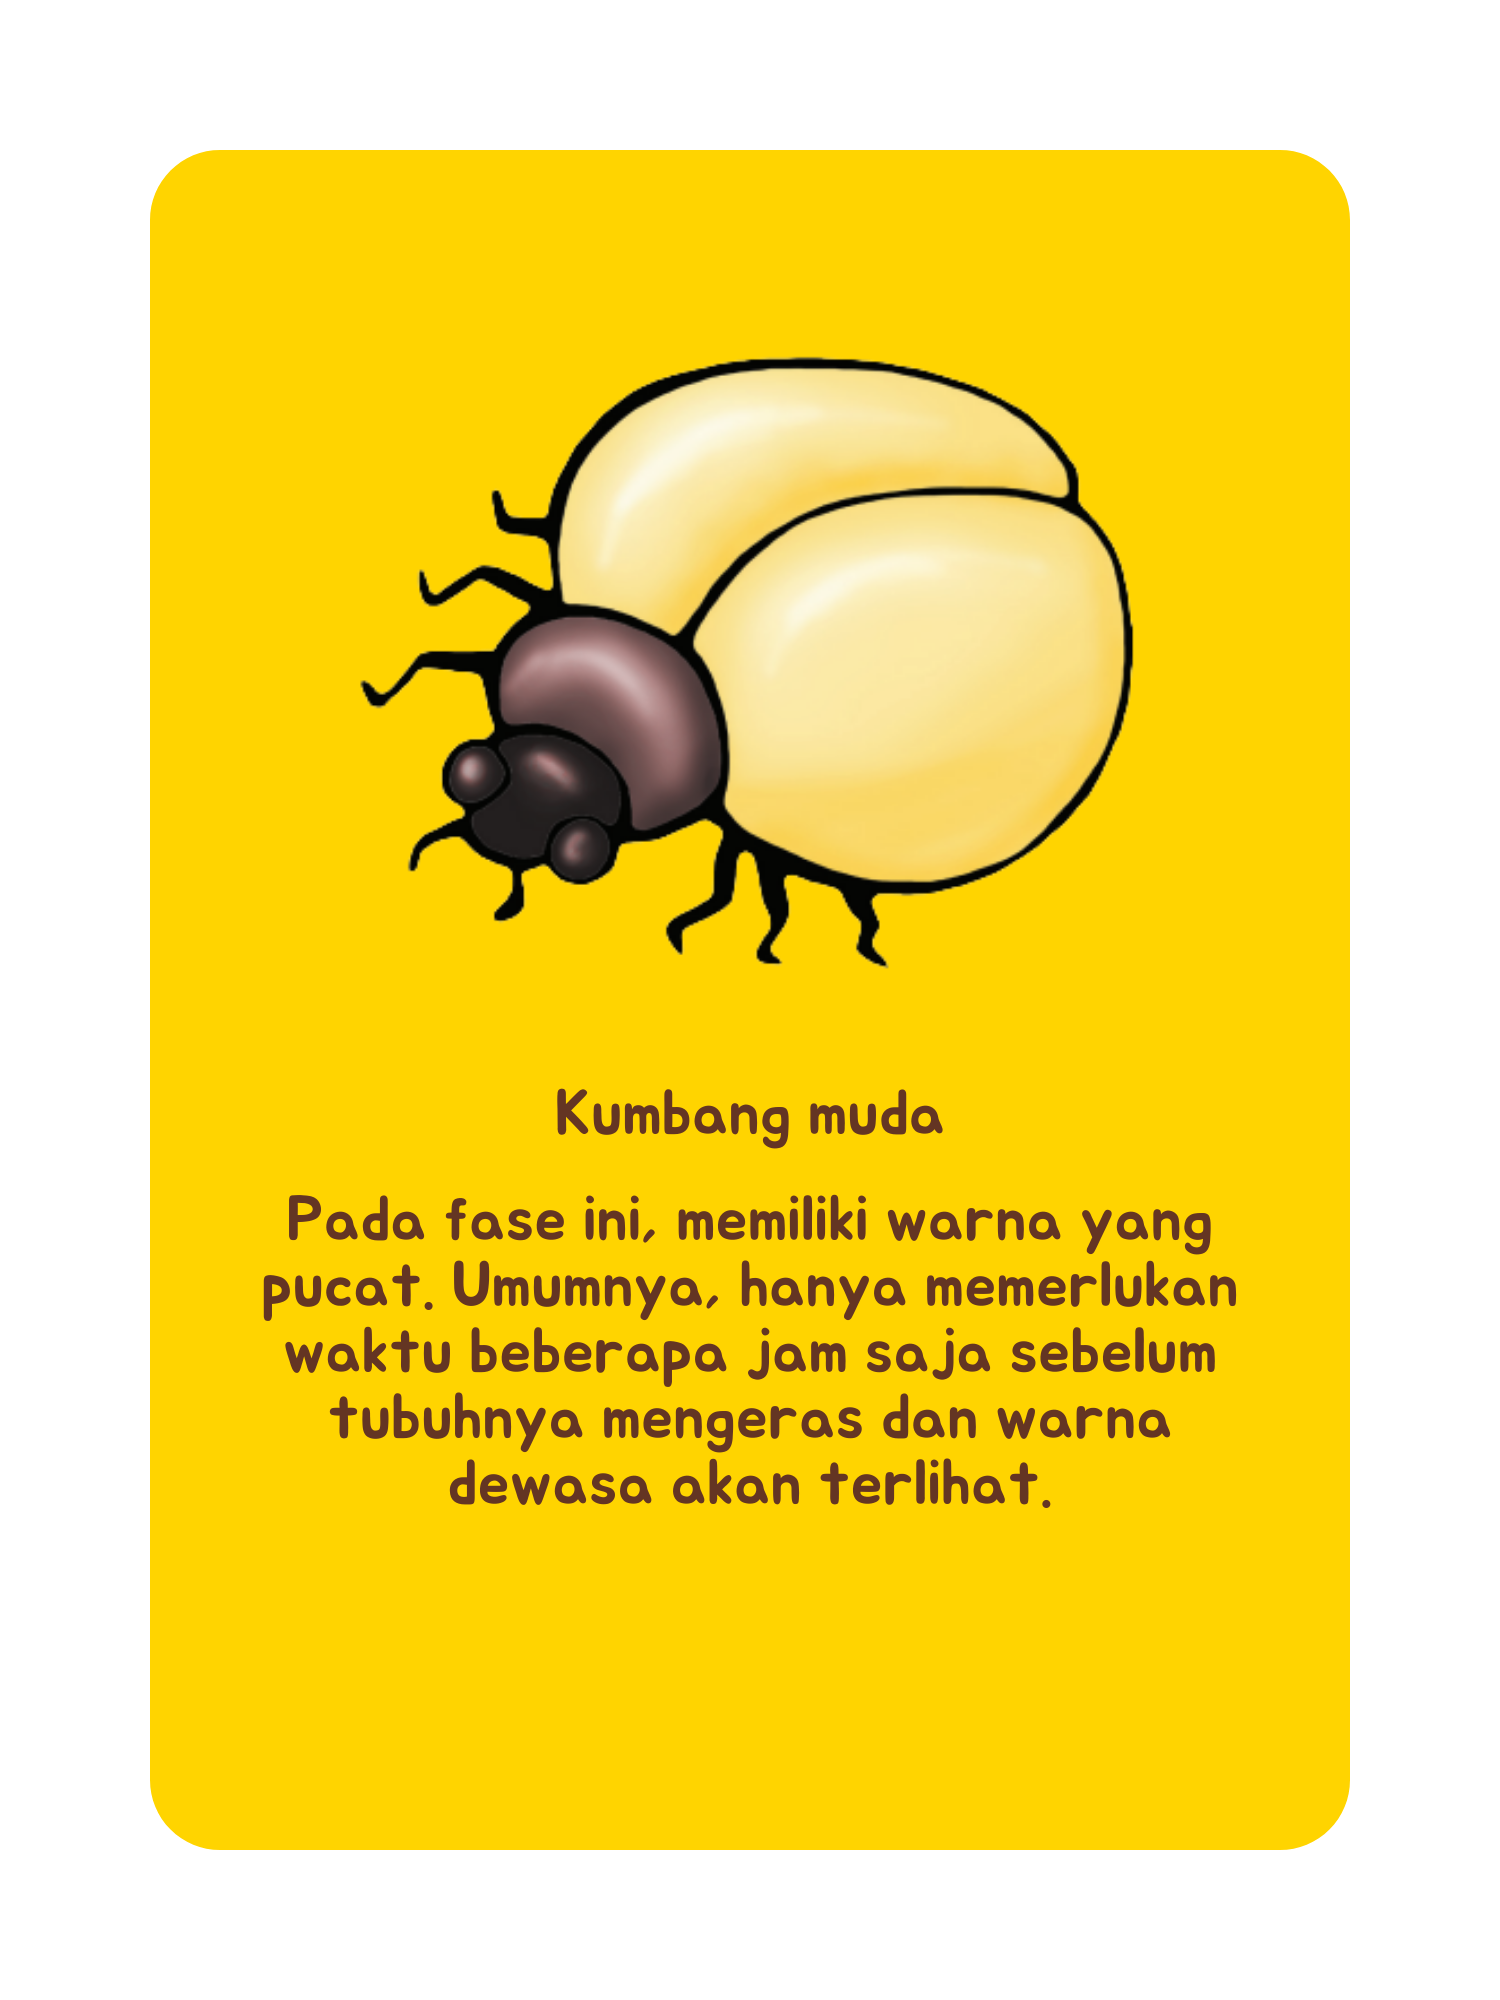 Kumbang muda
Pada fase ini, memiliki warna yang
pucat. Umumnya, hanya memerlukan
waktu beberapa jam saja sebelum
tubuhnya mengeras dan warna
dewasa akan terlihat.